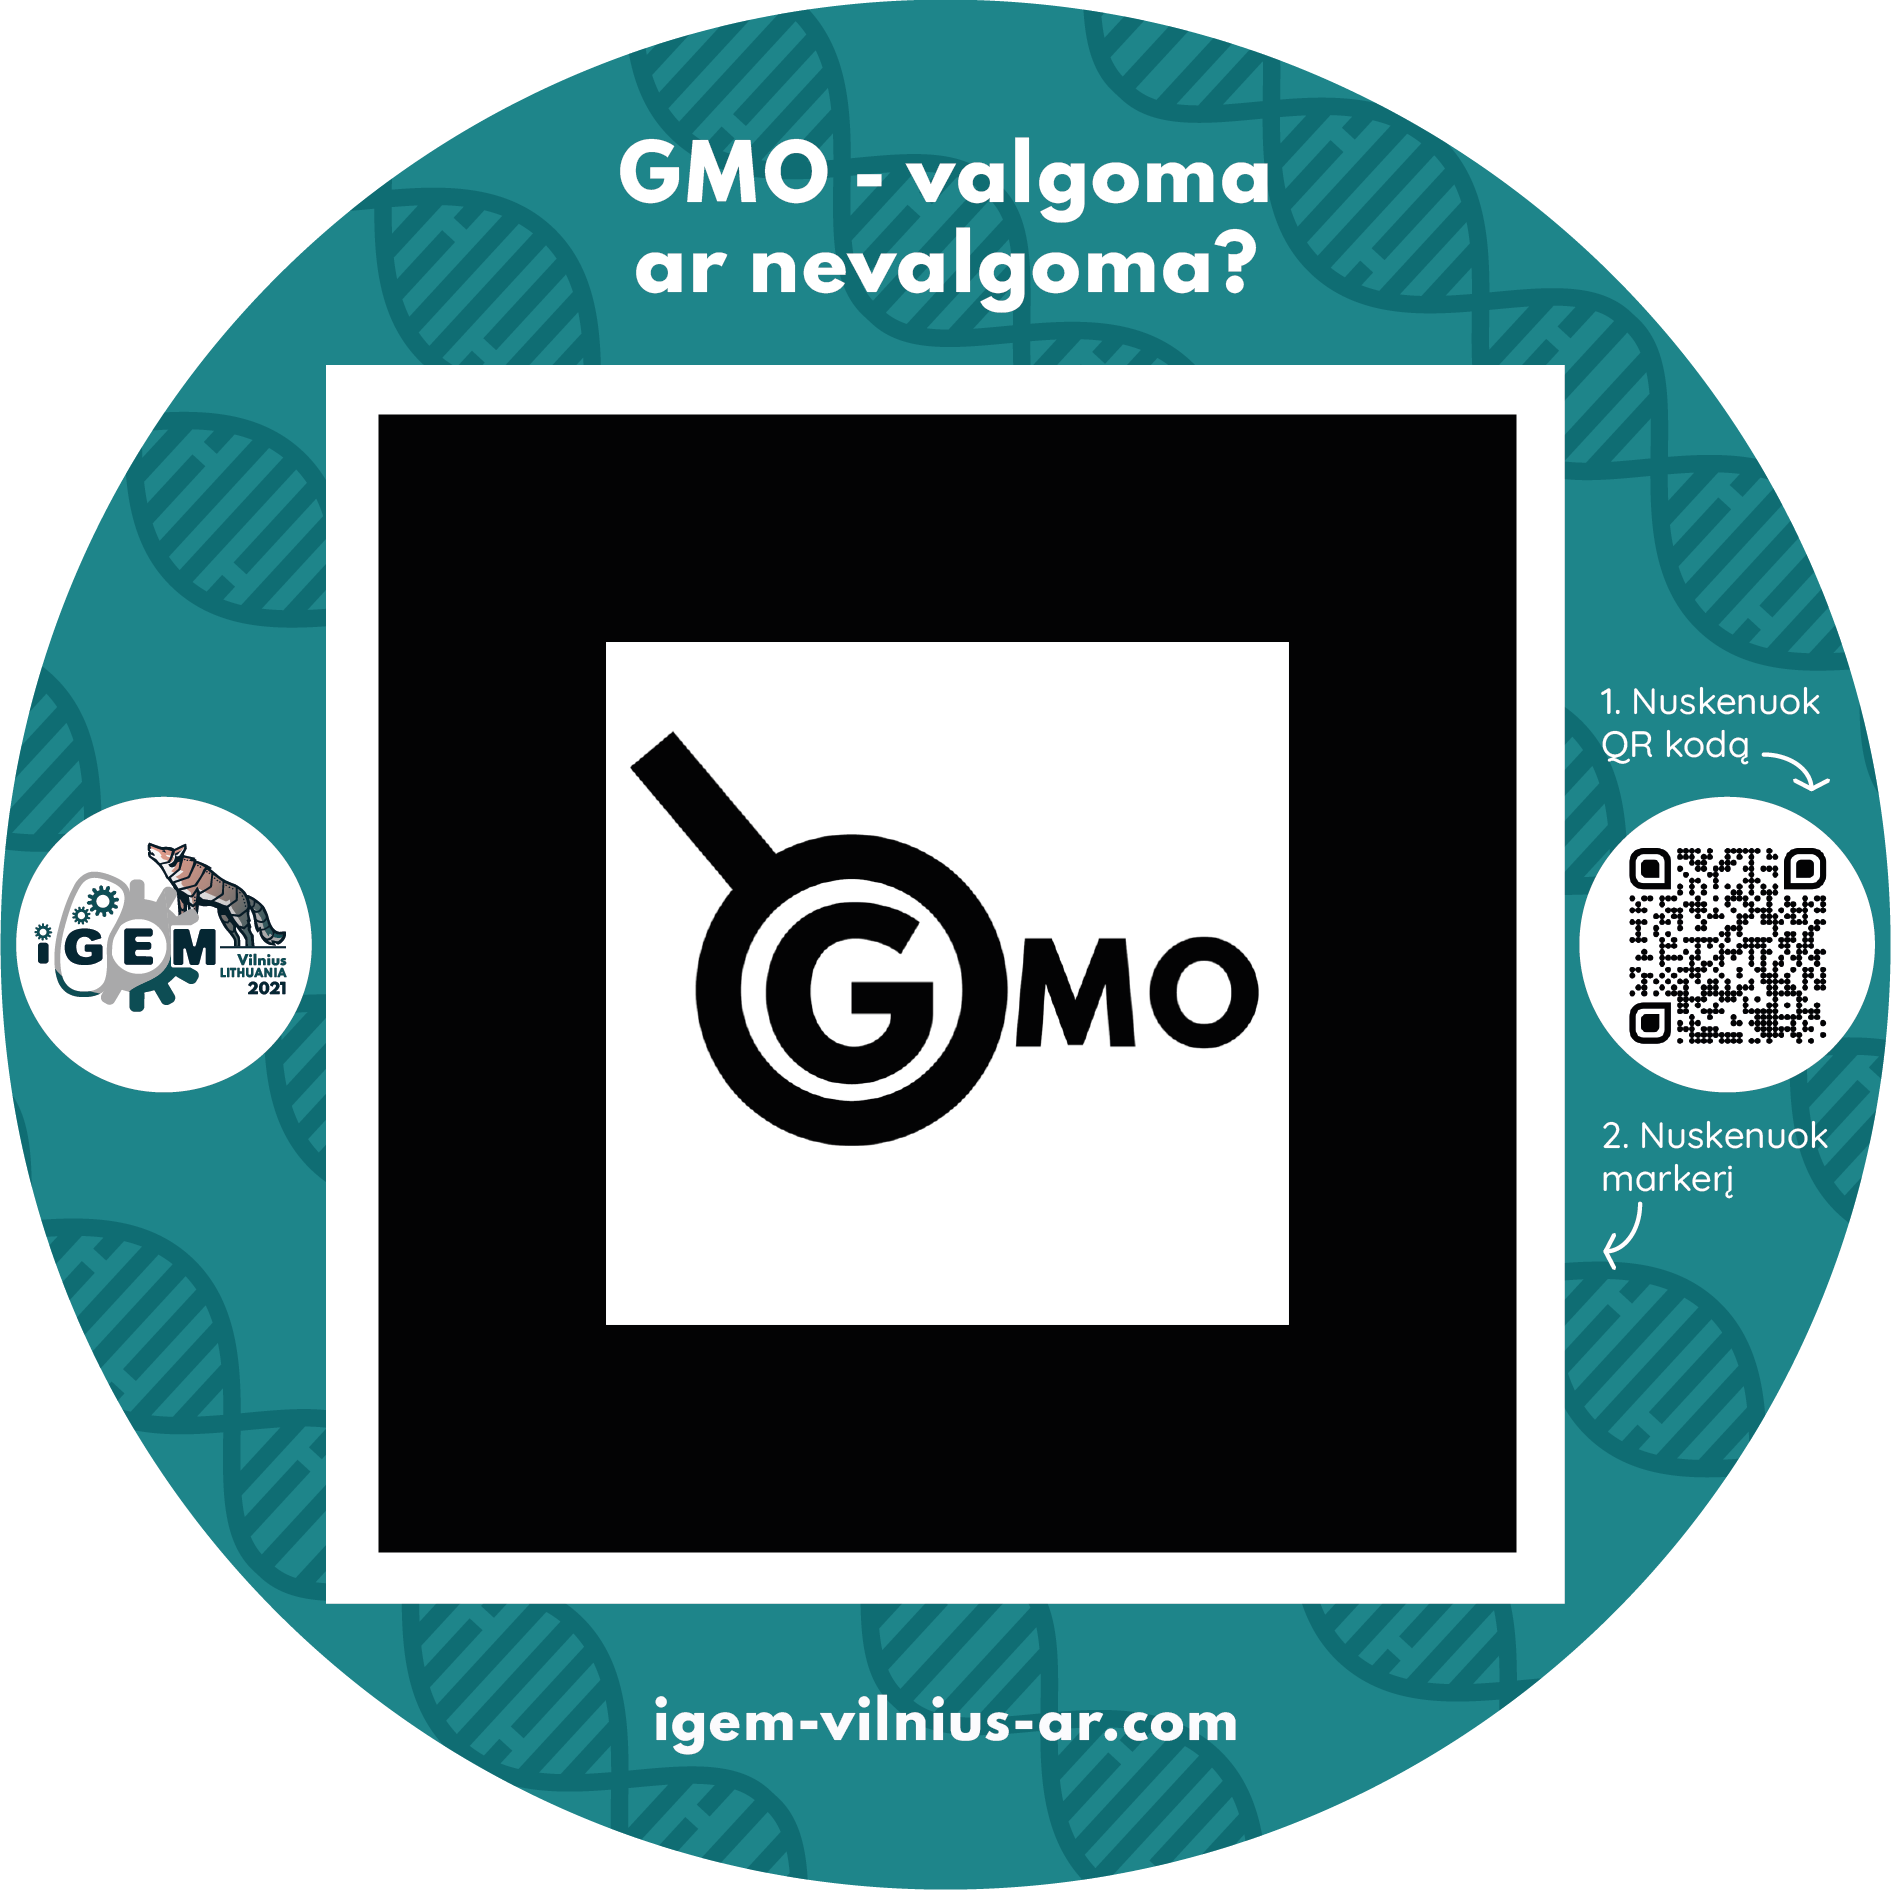 GMO - valgoma
ar nevalgoma?
1. Nuskenuok
QR kodą
iGEM
Vilnius
LITHUANIA
2021
GMO
2. Nuskenuok
markerį
igem-vilnius-ar.com